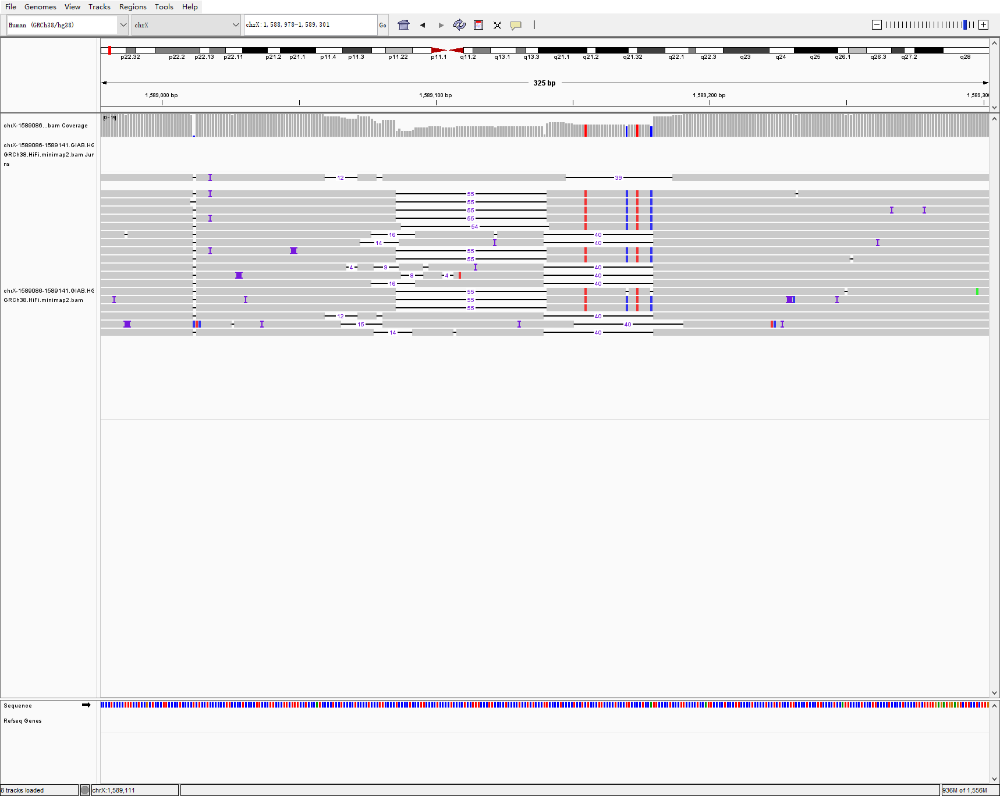 File Genomes View Tracks Regions Tools Help
Human (GRCh38/hg38) chrX chrX:1,588,978-1,589,301 Go
p22.32 p22.2 p22.13 p22.11 p21.2 p21.1 p11.4 p11.3 p11.22 p11.1 q11.2 q13.1 q13.3 q21.1 q21.2 q21.32 q22.1 q22.3 q23 q24 q25 q26.1 q26.3 q27.2 q28
325 bp
1,589,000 bp 1,589,100 bp 1,589,200 bp 1,589,300
[0 - 19]
chrX-1589086...bam Coverage
chrX-1589086-1589141.GIAB.HG
GRCh38.HiFi.minimap2.bam Jun
ns
12 39
55
55
55
55
54
16 40
14 40
55
55
4 9 40
8 4 40
16 40
chrX-1589086-1589141.GIAB.HG 55
GRCh38.HiFi.minimap2.bam 55
55
12 40
15 40
14 40
Sequence
Refseq Genes
8 tracks loaded chrX:1,589,111 936M of 1,556M